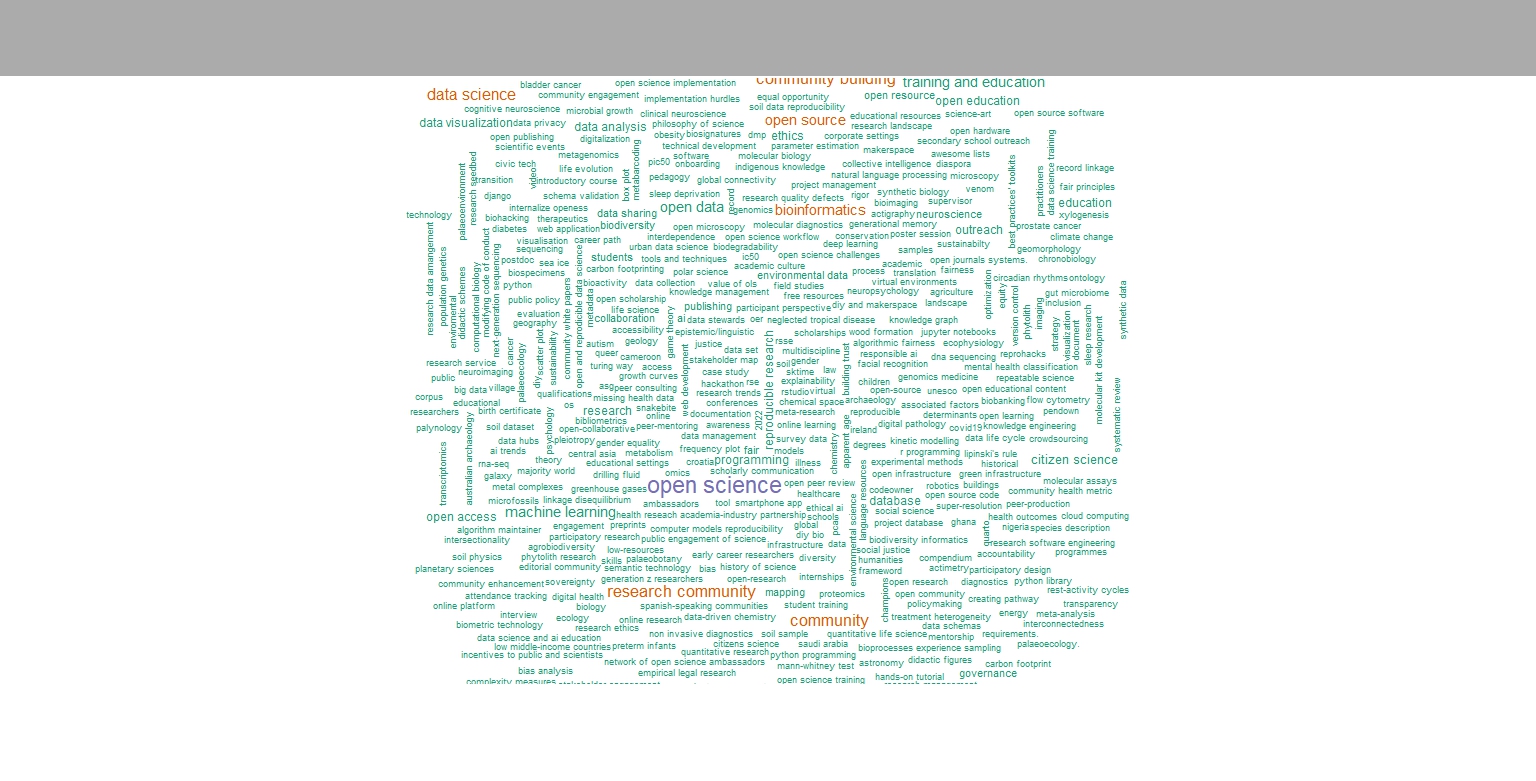 community building
training and education
bladder cancer
open science implementation
data science
community engagement
implementation hurdles
equal opportunity
open resource
open education
cognitive neuroscience
microbial growth
clinical neuroscience
soil data reproducibility
educational resources
science-art
open source software
data visualization
data privacy
data analysis
philosophy of science
open source
research landscape
open publishing
digitalization
obesity
biosignatures
dmp
ethics
corporate settings
open hardware
scientific events
technical development
parameter estimation
secondary school outreach
metagenomics
metabarcoding
software
molecular biology
makerspace
awesome lists
civic tech
video
life evolution
pic50
onboarding
indigenous knowledge
collective intelligence
diaspora
record linkage
transition
introductory course
box plot
pedagogy
global connectivity
natural language processing
microscopy
project management
practitioners
data science training
fair principles
django
schema validation
sleep deprivation
record
research quality defects
rigor
synthetic biology
venom
best practices' toolkits
education
technology
palaeoenvironment
research seedbed
internalize openness
data sharing
open data
genomics
bioinformatics
bioimaging
supervisor
actigraphy
neuroscience
xylogenesis
biohacking
therapeutics
diabetes
web application
biodiversity
open microscopy
molecular diagnostics
generational memory
outreach
prostate cancer
visualisation
career path
interdependence
open science workflow
conservation
poster session
climate change
sequencing
urban data science
biodegradability
deep learning
samples
sustainabilty
geomorphology
postdoc
sea ice
students
tools and techniques
ic50
open science challenges
academic
open journals systems.
chronobiology
biospecimens
carbon footprinting
polar science
academic culture
environmental data
process
translation
fairness
python
bioactivity
data collection
value of ols
field studies
virtual environments
circadian rhythms
ontology
research data amangement
population genetics
enviromental
didactic schemes
computational biology
modifying code of conduct
next-generation sequencing
public policy
open scholarship
knowledge management
free resources
neuropsychology
agriculture
optimization
equity
gut microbiome
evaluation
life science
publishing
participant perspective
diy and makerspace
landscape
inclusion
geography
collaboration
ai
data stewards
oer
neglected tropical disease
knowledge graph
version control
phytolith
imaging
synthetic data
community white papers
open and reproducible data science
metadata
accessibility
game theory
epistemic/linguistic
scholarships
wood formation
jupyter notebooks
cancer
palaeoecology
scatter plot
sustainability
autism
geology
justice
data set
rsse
multidiscipline
algorithmic fairness
ecophysiology
strategy
visualization
document
sleep research
research service
queer
cameroon
stakeholder map
soil
gender
responsible ai
dna sequencing
reprohacks
neuroimaging
turing way
access
case study
sktime
law
facial recognition
mental health classification
public
diy
growth curves
hackathon
rse
explainability
building trust
children
genomics medicine
repeatable science
big data
village
asg
peer consulting
research trends
rstudio
virtual
open-source
unesco
open educational content
corpus
qualifications
missing health data
web development
conferences
reproducible research
chemical space
archaeology
associated factors
biobanking
flow cytometry
molecular kit development
educational
os
researchers
birth certificate
research
snakebite
online
documentation
2022
meta-research
reproducible
determinants
open learning
pendown
systematic review
palynology
soil dataset
psychology
bibliometrics
open-collaborative
peer-mentoring
awareness
online learning
ireland
digital pathology
covid19
knowledge engineering
data hubs
pleiotropy
gender equality
data management
survey data
apparent age
degrees
kinetic modelling
data life cycle
crowdsourcing
ai trends
central asia
metabolism
frequency plot
fair
models
chemistry
r programming
lipinski's rule
transcriptomics
australian archaeology
rna-seq
theory
educational settings
croatia
programming
illness
experimental methods
historical
citizen science
galaxy
majority world
drilling fluid
omics
scholarly communication
open infrastructure
green infrastructure
metal complexes
greenhouse gases
open science
open peer review
language resources
codeowner
robotics
buildings
molecular assays
microfossils
linkage disequilibrium
healthcare
database
open source code
community health metric
ambassadors
tool
smartphone app
ethical ai
super-resolution
peer-production
open access
machine learning
health reseach
academia-industry partnership
schools
social science
health outcomes
cloud computing
algorithm maintainer
engagement
preprints
computer models
reproducibility
global
pcap
project database
ghana
quarto
nigeria
species description
intersectionality
participatory research
public engagement of science.
diy bio
environmental science
biodiversity informatics
research software engineering
agrobiodiversity
low-resources
infrastructure
data
social justice
accountability
programmes
soil physics
phytolith research
skills
palaeobotany
early career researchers
diversity
humanities
compendium
planetary sciences
editorial community
semantic technology
bias
history of science
frameword
actimetry
participatory design
community enhancement
sovereignty
generation z researchers
open-research
internships
champions
open research
diagnostics
python library
attendance tracking
digital health
research community
mapping
proteomics
open community
creating pathway
rest-activity cycles
online platform
biology
spanish-speaking communities
student training
policymaking
transparency
interview
ecology
online research
data-driven chemistry
community
treatment heterogeneity
energy
meta-analysis
biometric technology
research ethics
data schemas
interconnectedness
data science and ai education
non invasive diagnostics
soil sample
quantitative life science
mentorship
requirements.
low middle-income countries
preterm infants
citizens science
saudi arabia
bioprocesses
experience sampling
palaeoecology.
incentives to public and scientists
quantitative research
python programming
network of open science ambassadors
mann-whitney test
astronomy
didactic figures
carbon footprint
bias analysis
empirical legal research
open science training
hands-on tutorial
governance
complexity measures